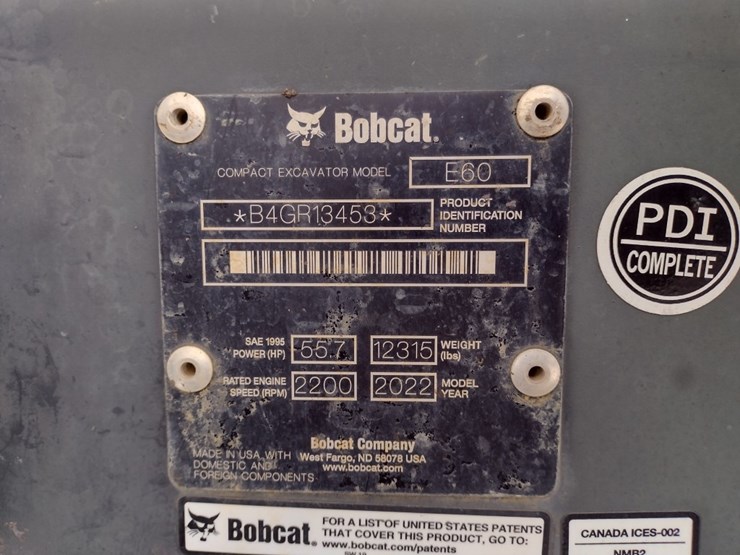 Bobcat.
COMPACT EXCAVATOR MODEL E60
*B4GR13453* PRODUCT IDENTIFICATION NUMBER
SAE 1995 POWER (HP) 55.7 12315 WEIGHT (lbs)
RATED ENGINE SPEED (RPM) 2200 2022 MODEL YEAR
Bobcat Company
West Fargo, ND 58078 USA
www.bobcat.com
MADE IN USA WITH
DOMESTIC AND
FOREIGN COMPONENTS
PDI
COMPLETE
Bobcat.
FOR A LIST OF UNITED STATES PATENTS
THAT COVER THIS PRODUCT, GO TO:
www.bobcat.com/patents
CANADA ICES-002
NMB2